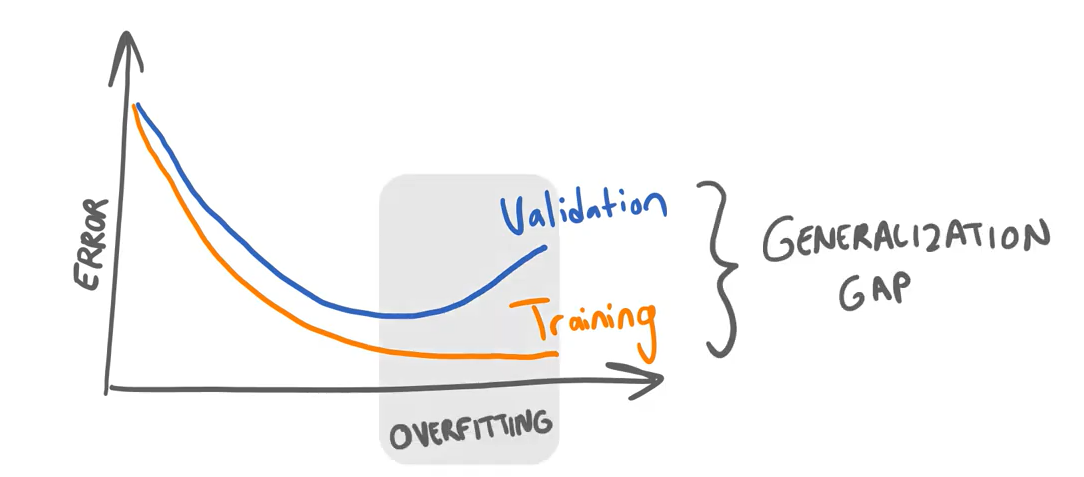 ERROR
Validation
Training
GENERALIZATION
GAP
OVERFITTING